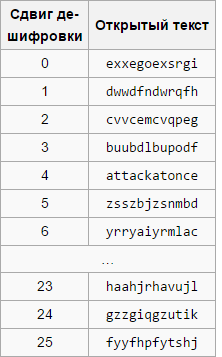 Сдвиг де-
шифровки Открытый текст
0 exxegoexsrgi
1 dwwdfndwrqfh
2 cvvcemcvqpeg
3 buubdlbupodf
4 attackatonce
5 zsszbjzsnmbd
6 yrryaiyrmlac
...
23 haahjrhavujl
24 gzzgiqgzutik
25 fyyfhpfytshj